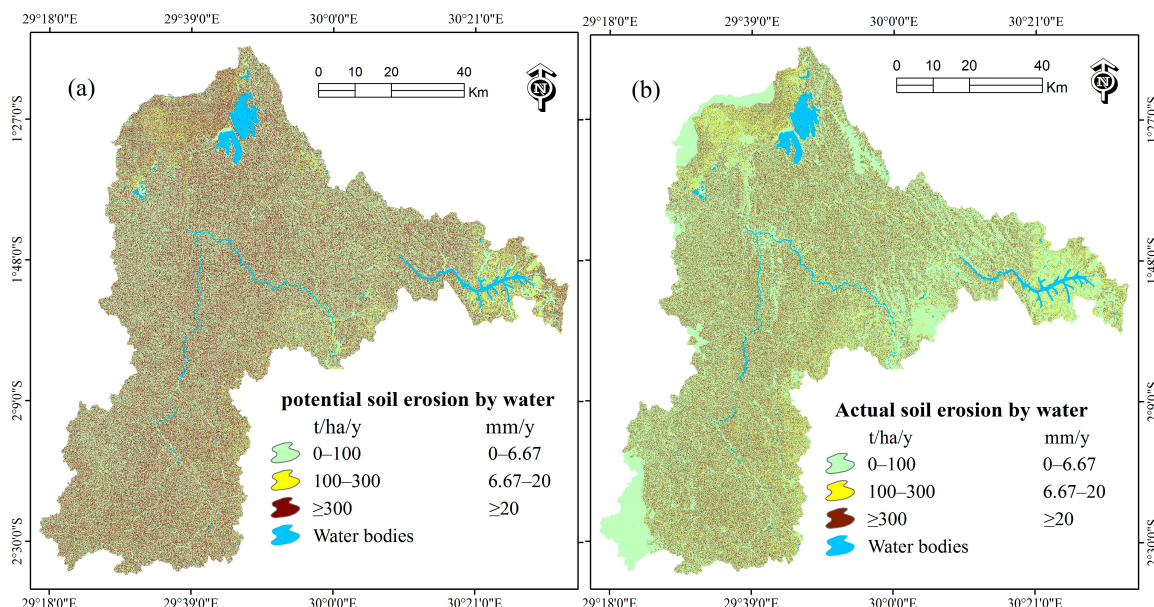 29°18'0"E 29°39'0"E 30°00'0"E 30°21'0"E
(a)
0 10 20 40
Km
N
1°27'0"S
1°48'0"S
2°9'0"S
2°30'0"S
potential soil erosion by water
t/ha/y mm/y
0–100 0–6.67
100–300 6.67–20
≥300 ≥20
Water bodies
29°18'0"E 29°39'0"E 30°00'0"E 30°21'0"E
29°18'0"E 29°39'0"E 30°00'0"E 30°21'0"E
(b)
0 10 20 40
Km
N
1°27'0"S
1°48'0"S
2°9'0"S
2°30'0"S
Actual soil erosion by water
t/ha/y mm/y
0–100 0–6.67
100–300 6.67–20
≥300 ≥20
Water bodies
29°18'0"E 29°39'0"E 30°00'0"E 30°21'0"E